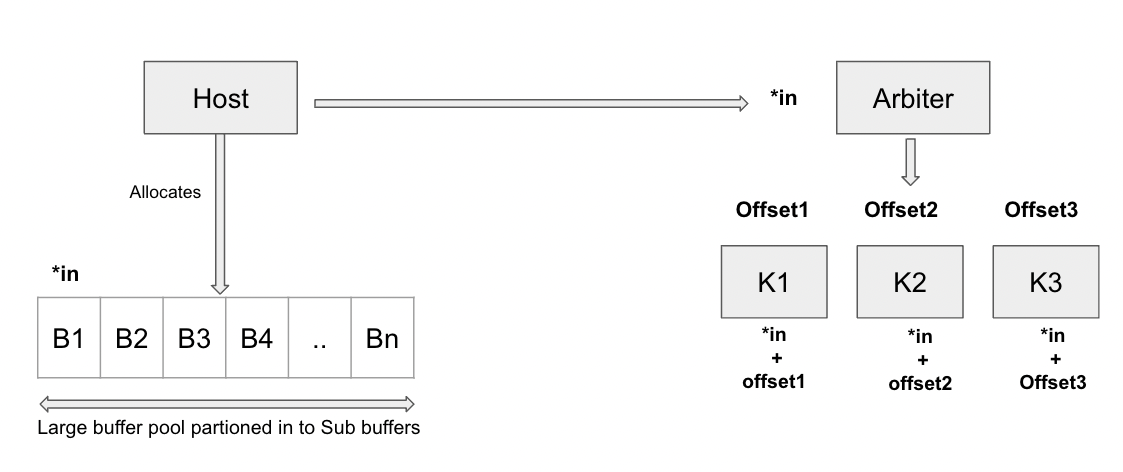 Host
*in
Arbiter
Allocates
Offset1
Offset2
Offset3
*in
K1
K2
K3
B1
B2
B3
B4
..
Bn
*in
+
offset1
*in
+
offset2
*in
+
Offset3
Large buffer pool partioned in to Sub buffers